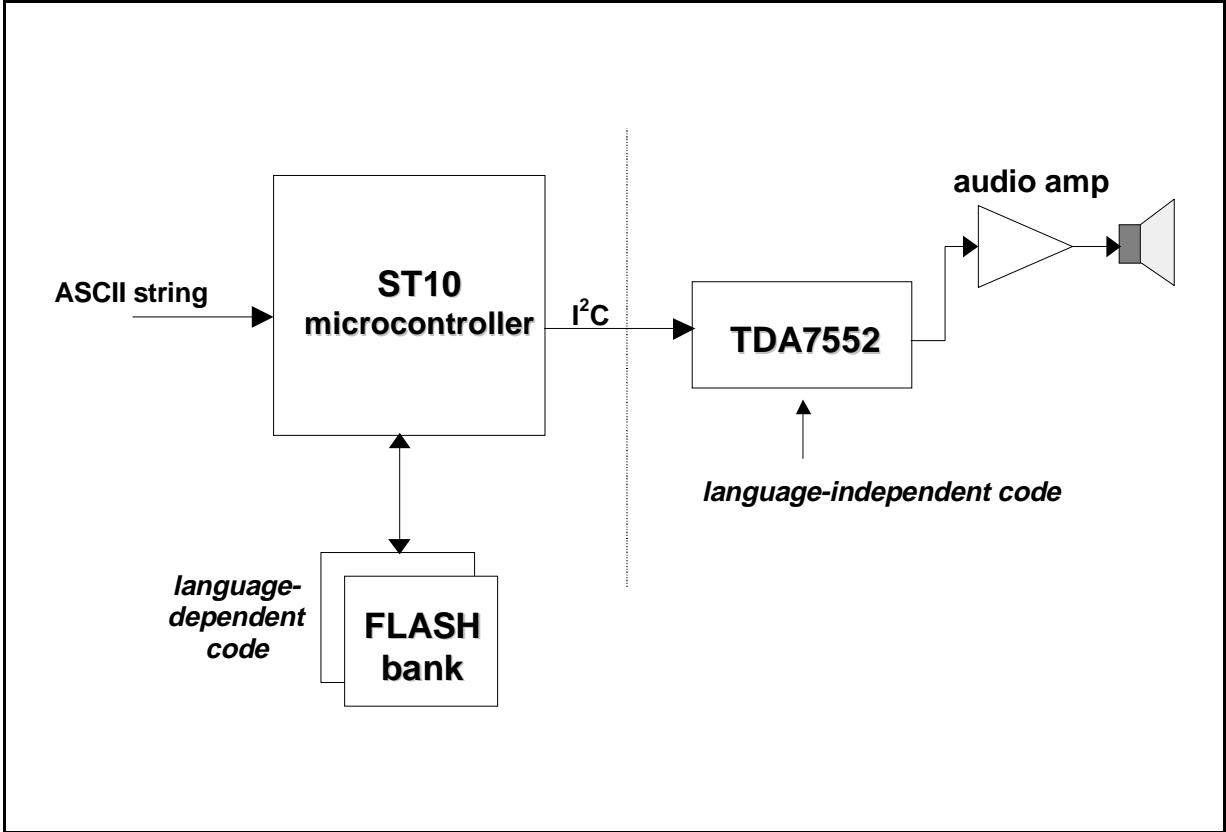 audio amp
ASCII string
ST10
microcontroller
I²C
TDA7552
language-independent code
language-
dependent
code
FLASH
bank